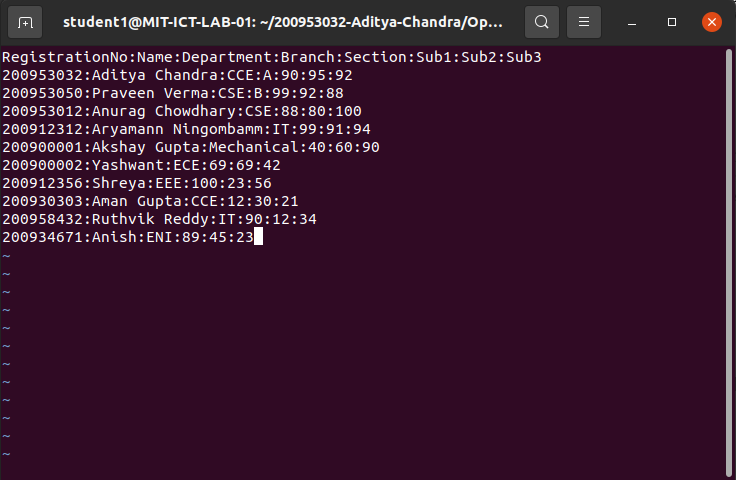 student1@MIT-ICT-LAB-01: ~/200953032-Aditya-Chandra/Op...
RegistrationNo:Name:Department:Branch:Section:Sub1:Sub2:Sub3
200953032:Aditya Chandra:CCE:A:90:95:92
200953050:Praveen Verma:CSE:B:99:92:88
200953012:Anurag Chowdhary:CSE:88:80:100
200912312:Aryamann Ningombamm:IT:99:91:94
200900001:Akshay Gupta:Mechanical:40:60:90
200900002:Yashwant:ECE:69:69:42
200912356:Shreya:EEE:100:23:56
200930303:Aman Gupta:CCE:12:30:21
200958432:Ruthvik Reddy:IT:90:12:34
200934671:Anish:ENI:89:45:23
~
~
~
~
~
~
~
~
~
~
~
~